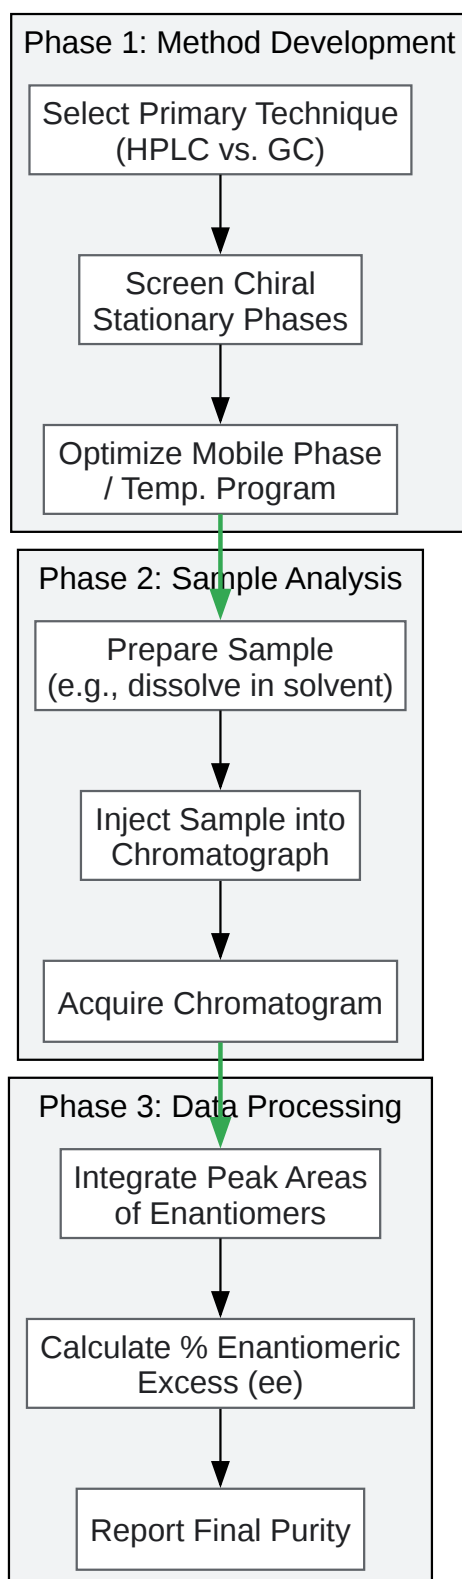 Phase 1: Method Development
Select Primary Technique
(HPLC vs. GC)
Screen Chiral
Stationary Phases
Optimize Mobile Phase
/ Temp. Program
Phase 2: Sample Analysis
Prepare Sample
(e.g., dissolve in solvent)
Inject Sample into
Chromatograph
Acquire Chromatogram
Phase 3: Data Processing
Integrate Peak Areas
of Enantiomers
Calculate % Enantiomeric
Excess (ee)
Report Final Purity